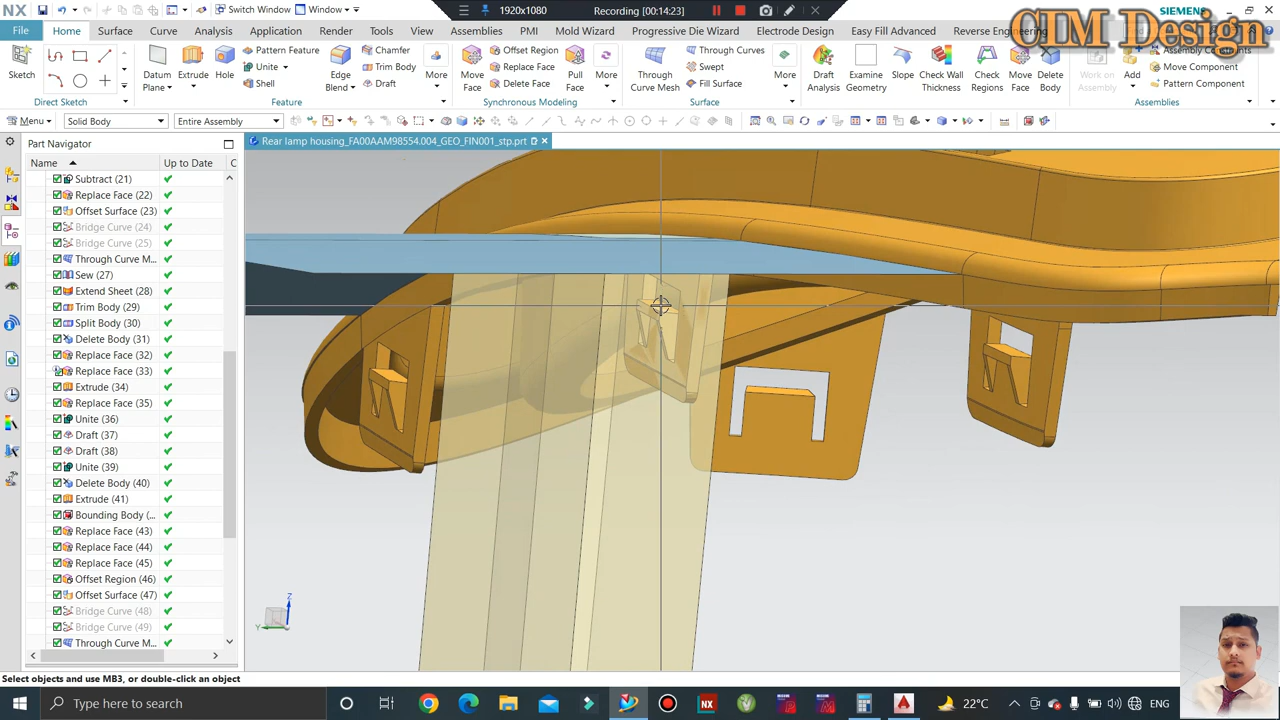 NX
Switch Window
Window
1920x1080
Recording [00:14:23]
SIEMENS
CIM Design
File
Home
Surface
Curve
Analysis
Application
Render
Tools
View
Assemblies
PMI
Mold Wizard
Progressive Die Wizard
Electrode Design
Easy Fill Advanced
Reverse Engineering
Sketch
Direct Sketch
Datum Plane
Extrude
Hole
Pattern Feature
Unite
Shell
Edge Blend
Chamfer
Trim Body
Draft
More
Feature
Move Face
Offset Region
Replace Face
Delete Face
Pull Face
More
Synchronous Modeling
Through Curve Mesh
Through Curves
Swept
Fill Surface
More
Surface
Draft Analysis
Examine Geometry
Slope
Check Wall Thickness
Check Regions
Move Face
Delete Body
Work on Assembly
Add
Assembly Constraints
Move Component
Pattern Component
Assemblies
Menu
Solid Body
Entire Assembly
Part Navigator
Rear lamp housing_FA00AAM98554.004_GEO_FIN001_stp.prt
Name
Up to Date
C
Subtract (21)
Replace Face (22)
Offset Surface (23)
Bridge Curve (24)
Bridge Curve (25)
Through Curve M...
Sew (27)
Extend Sheet (28)
Trim Body (29)
Split Body (30)
Delete Body (31)
Replace Face (32)
Replace Face (33)
Extrude (34)
Replace Face (35)
Unite (36)
Draft (37)
Draft (38)
Unite (39)
Delete Body (40)
Extrude (41)
Bounding Body (...
Replace Face (43)
Replace Face (44)
Replace Face (45)
Offset Region (46)
Offset Surface (47)
Bridge Curve (48)
Bridge Curve (49)
Through Curve M...
Z
Y
Select objects and use MB3, or double-click an object
Type here to search
22°C
ENG